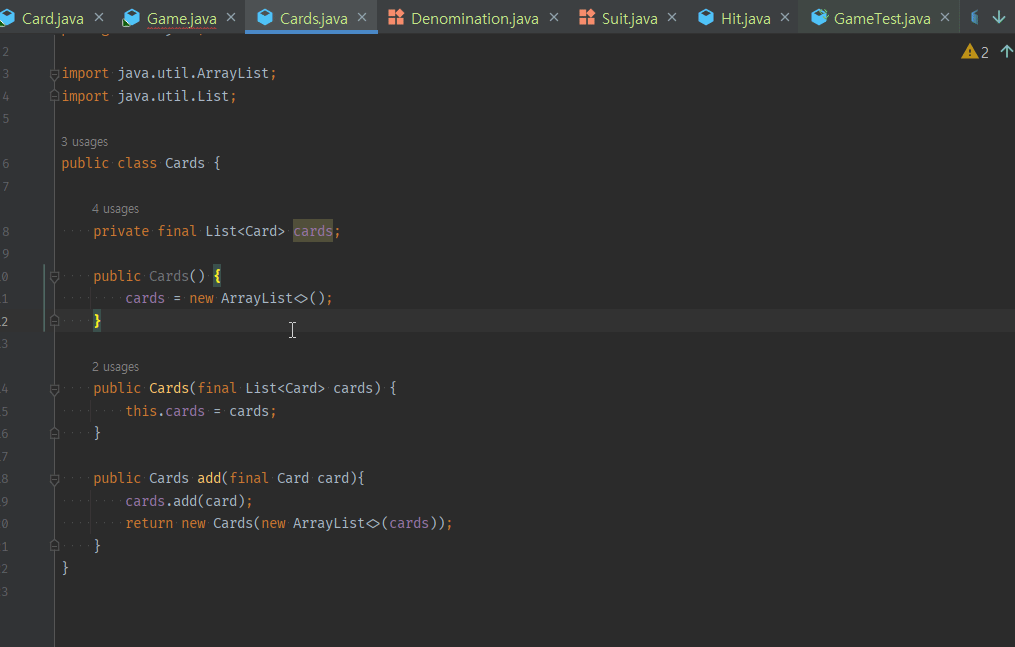 Card.java Game.java Cards.java Denomination.java Suit.java Hit.java GameTest.java
2
2
3 import java.util.ArrayList;
4 import java.util.List;
5
3 usages
6 public class Cards {
7
4 usages
8 private final List<Card> cards;
9
0 public Cards() {
1 cards = new ArrayList<>();
2 }
3
2 usages
4 public Cards(final List<Card> cards) {
5 this.cards = cards;
6 }
7
8 public Cards add(final Card card){
9 cards.add(card);
0 return new Cards(new ArrayList<>(cards));
1 }
2 }
3